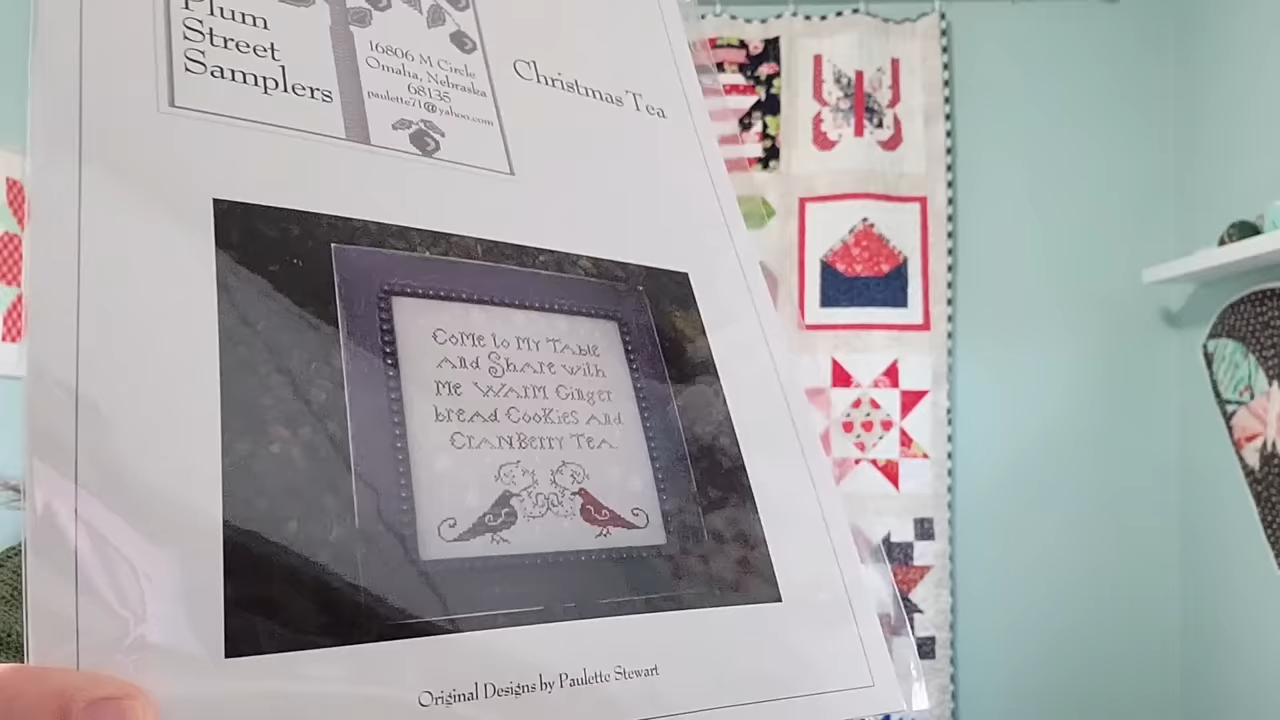 Plum
Street
Samplers
16806 M Circle
Omaha, Nebraska
68135
paulette71@yahoo.com
Christmas Tea
Come to My Table
And Share with
Me WArM Ginger
breAd CooKies And
CrANBerry TeA.
Original Designs by Paulette Stewart